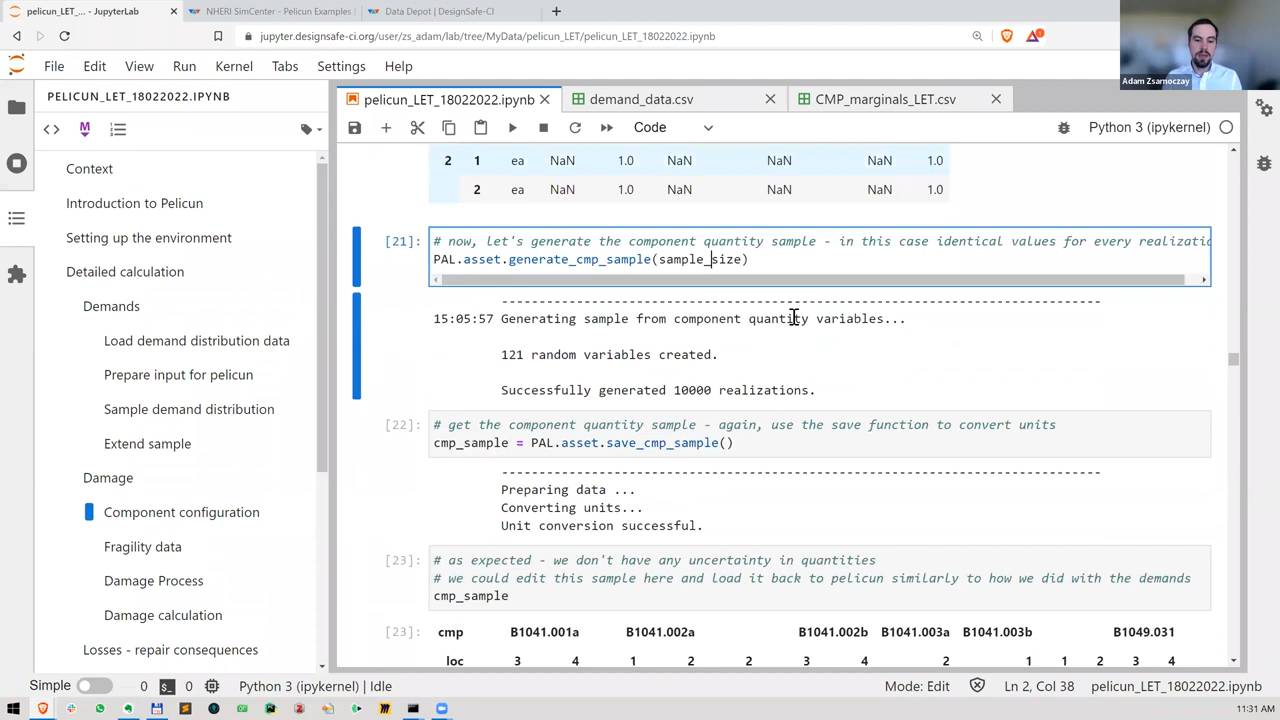 pelicun_LET_... - JupyterLab
NHERI SimCenter - Pelicun Examples
Data Depot | DesignSafe-CI
jupyter.designsafe-ci.org/user/zs_adam/lab/tree/MyData/pelicun_LET/pelicun_LET_18022022.ipynb
Adam Zsarnoczay
File Edit View Run Kernel Tabs Settings Help
PELICUN_LET_18022022.IPYNB
pelicun_LET_18022022.ipynb
demand_data.csv
CMP_marginals_LET.csv
Code
Python 3 (ipykernel)
Context
Introduction to Pelicun
Setting up the environment
Detailed calculation
Demands
Load demand distribution data
Prepare input for pelicun
Sample demand distribution
Extend sample
Damage
Component configuration
Fragility data
Damage Process
Damage calculation
Losses - repair consequences
2 1 ea NaN 1.0 NaN NaN NaN 1.0
2 ea NaN 1.0 NaN NaN NaN 1.0
[21]: # now, let's generate the component quantity sample - in this case identical values for every realizatio
PAL.asset.generate_cmp_sample(sample_size)
--------------------------------------------------------------------------------
15:05:57 Generating sample from component quantity variables...
121 random variables created.
Successfully generated 10000 realizations.
[22]: # get the component quantity sample - again, use the save function to convert units
cmp_sample = PAL.asset.save_cmp_sample()
--------------------------------------------------------------------------------
Preparing data ...
Converting units...
Unit conversion successful.
[23]: # as expected - we don't have any uncertainty in quantities
# we could edit this sample here and load it back to pelicun similarly to how we did with the demands
cmp_sample
[23]: cmp B1041.001a B1041.002a B1041.002b B1041.003a B1041.003b B1049.031
loc 3 4 1 2 2 3 4 2 1 1 2 3 4
Simple 0 0 Python 3 (ipykernel) | Idle
Mode: Edit
Ln 2, Col 38
pelicun_LET_18022022.ipynb
11:31 AM